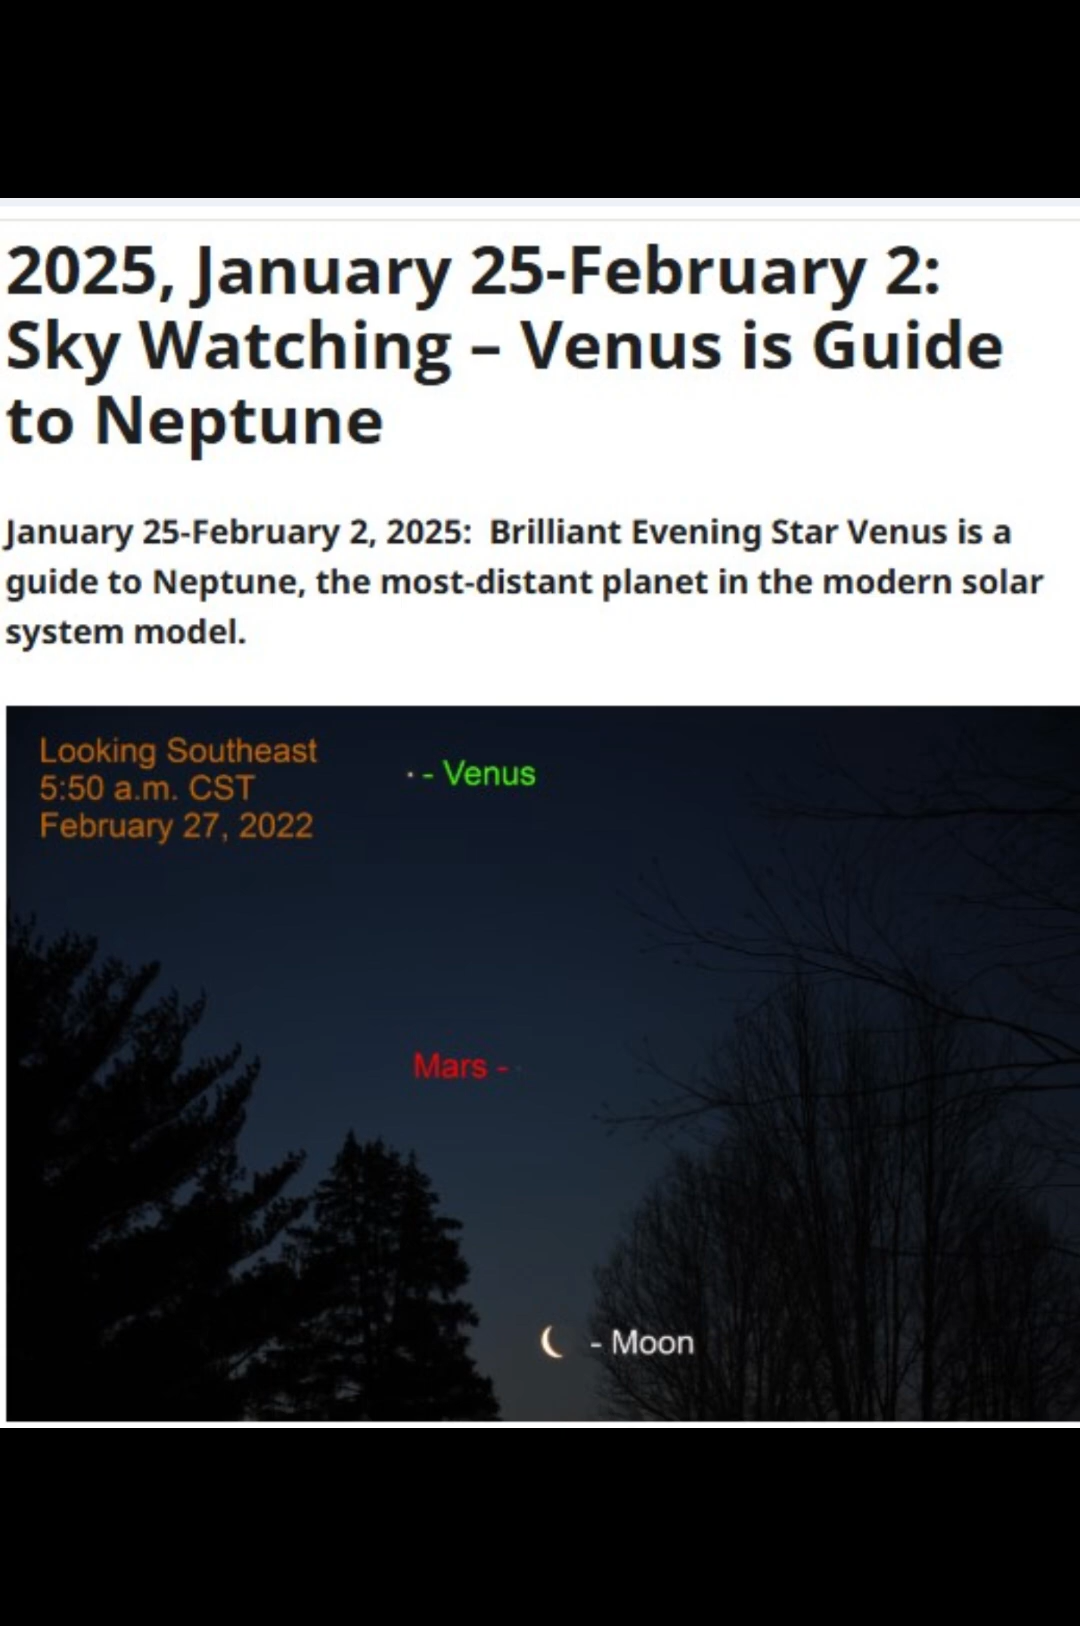 2025, January 25-February 2:
Sky Watching – Venus is Guide
to Neptune
January 25-February 2, 2025:  Brilliant Evening Star Venus is a
guide to Neptune, the most-distant planet in the modern solar
system model.
Looking Southeast
5:50 a.m. CST
February 27, 2022
- Venus
Mars -
- Moon